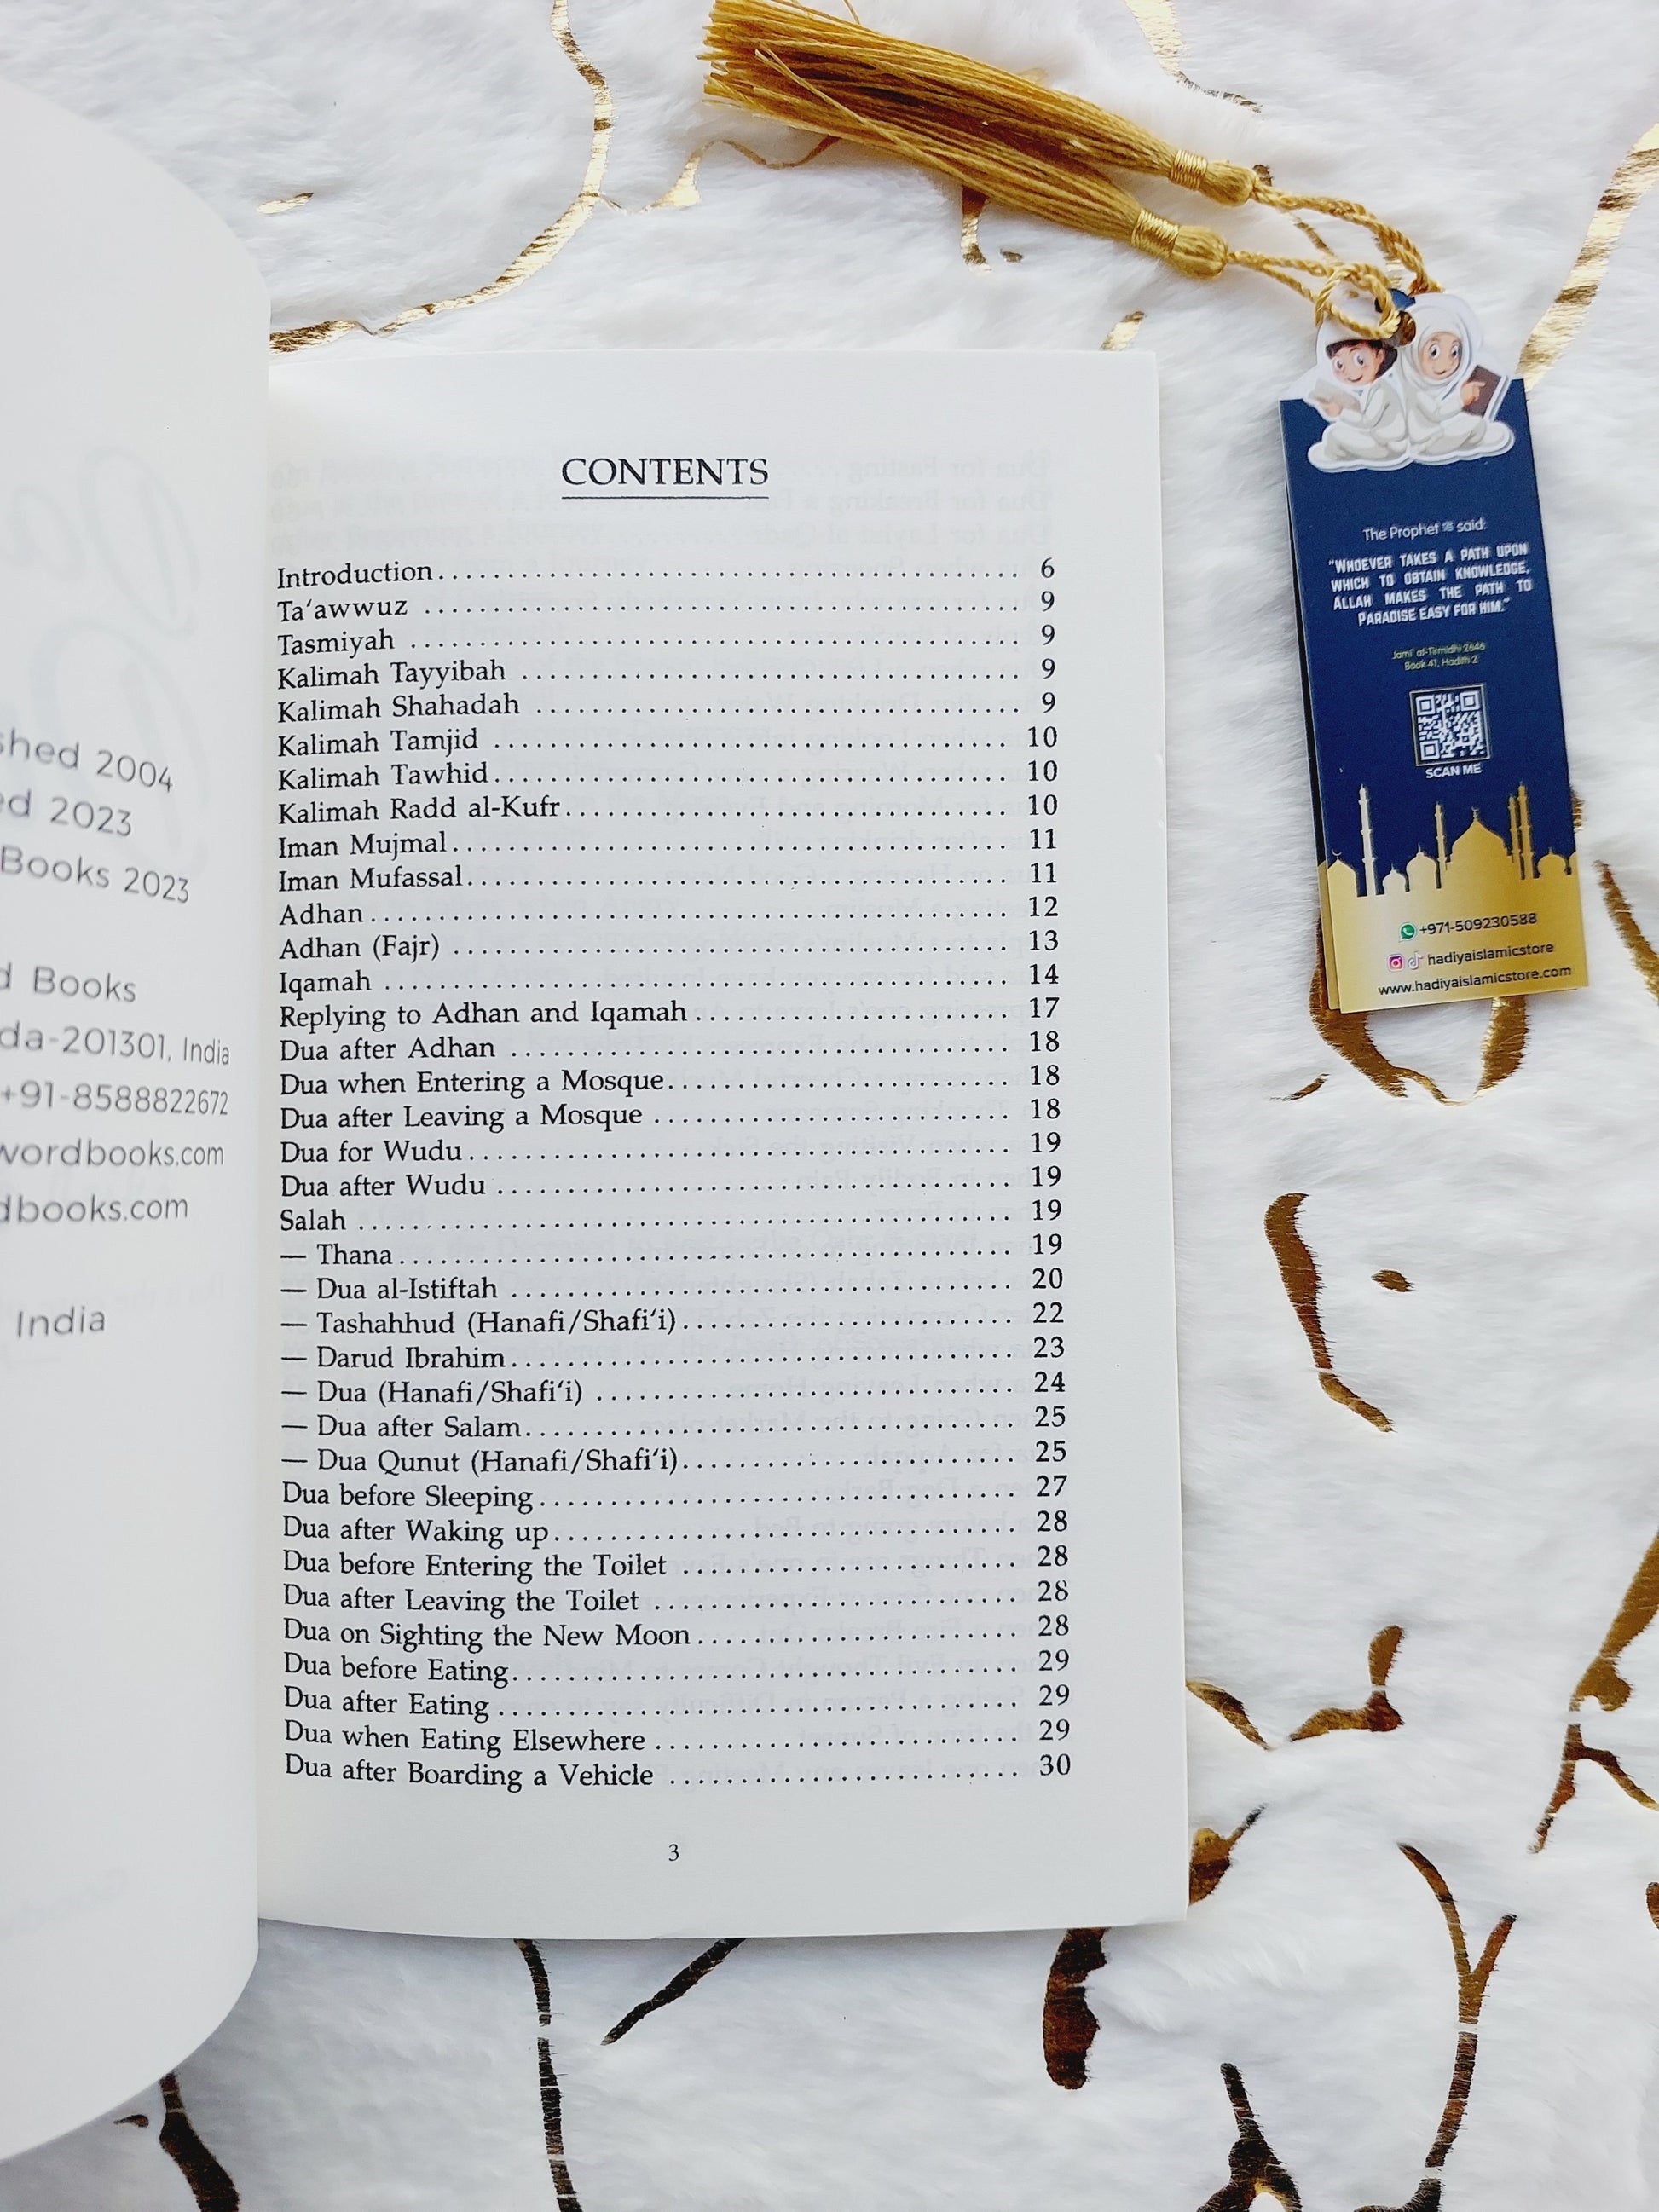 shed 2004
ed 2023
Books 2023
d Books
da-201301, India
+91-8588822672
wordbooks.com
dbooks.com
India
CONTENTS
Introduction.......................................... 6
Ta‘awwuz .......................................... 9
Tasmiyah .......................................... 9
Kalimah Tayyibah .................................... 9
Kalimah Shahadah ................................... 9
Kalimah Tamjid ..................................... 10
Kalimah Tawhid..................................... 10
Kalimah Radd al-Kufr................................ 10
Iman Mujmal........................................ 11
Iman Mufassal....................................... 11
Adhan.............................................. 12
Adhan (Fajr) ........................................ 13
Iqamah ............................................. 14
Replying to Adhan and Iqamah ....................... 17
Dua after Adhan .................................... 18
Dua when Entering a Mosque......................... 18
Dua after Leaving a Mosque .......................... 18
Dua for Wudu....................................... 19
Dua after Wudu ..................................... 19
Salah ............................................... 19
— Thana............................................ 19
— Dua al-Istiftah ..................................... 20
— Tashahhud (Hanafi/Shafi‘i)........................ 22
— Darud Ibrahim.................................... 23
— Dua (Hanafi/Shafi‘i) .............................. 24
— Dua after Salam................................... 25
— Dua Qunut (Hanafi/Shafi‘i)........................ 25
Dua before Sleeping.................................. 27
Dua after Waking up................................. 28
Dua before Entering the Toilet ........................ 28
Dua after Leaving the Toilet .......................... 28
Dua on Sighting the New Moon....................... 28
Dua before Eating.................................... 29
Dua after Eating ..................................... 29
Dua when Eating Elsewhere .......................... 29
Dua after Boarding a Vehicle ......................... 30
3
The Prophet ﷺ said:
"WHOEVER TAKES A PATH UPON
WHICH TO OBTAIN KNOWLEDGE,
ALLAH MAKES THE PATH TO
PARADISE EASY FOR HIM."
Jami' at-Tirmidhi 2646
Book 41, Hadith 2
SCAN ME
+971-509230588
hadiyaislamicstore
www.hadiyaislamicstore.com